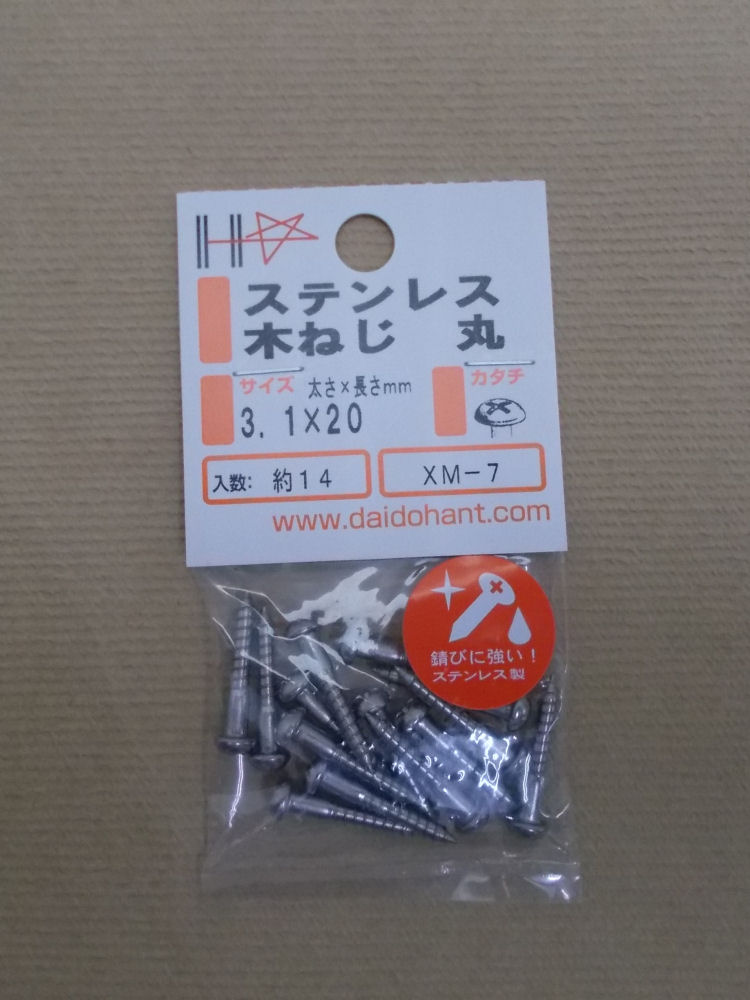 ステンレス
木ねじ 丸
サイズ 太さ×長さmm
3.1×20
カタチ
入数: 約14
XM-7
www.daidohant.com
錆びに強い!
ステンレス製